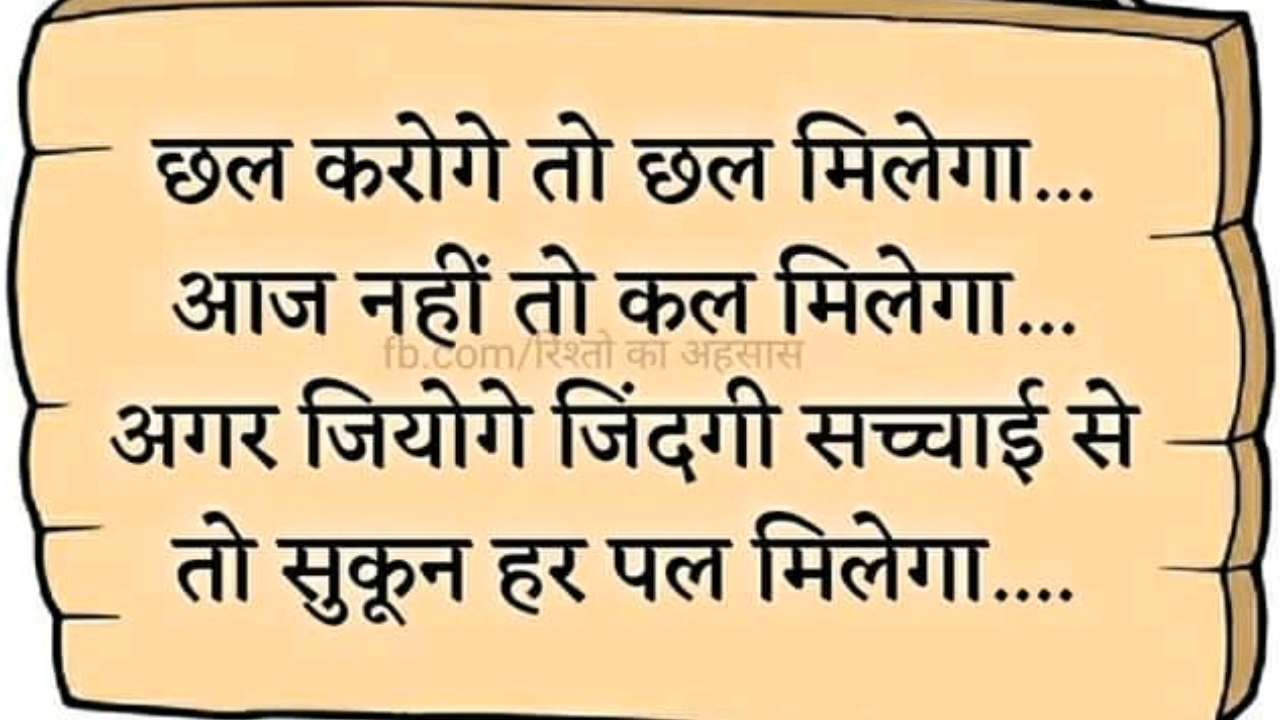 छल करोगे तो छल मिलेगा...
आज नहीं तो कल मिलेगा...
fb.com/रिश्तो का अहसास
अगर जियोगे जिंदगी सच्चाई से
तो सुकून हर पल मिलेगा....